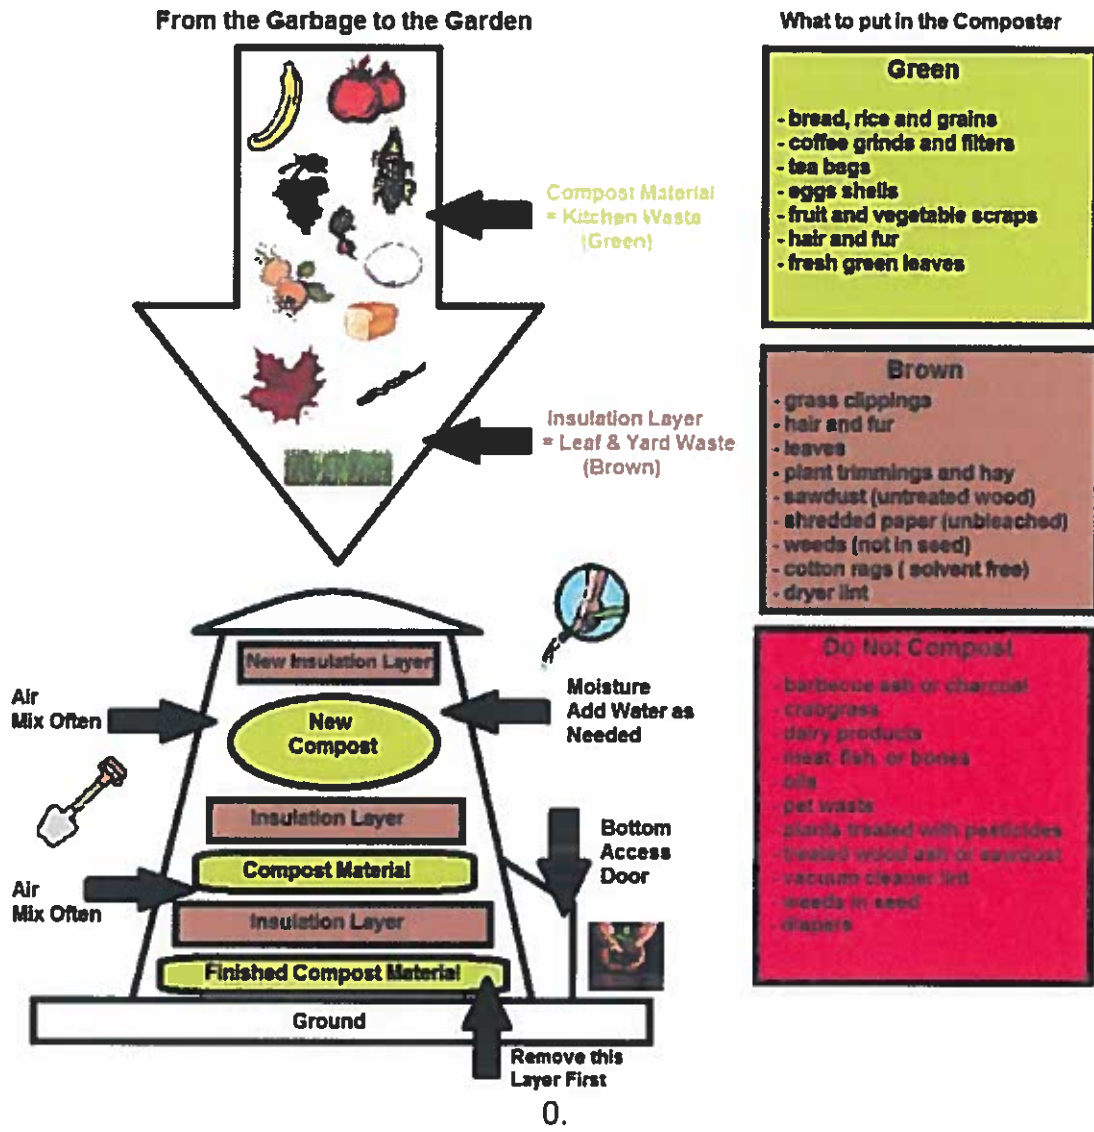 From the Garbage to the Garden
Compost Material
= Kitchen Waste
(Green)
Insulation Layer
= Leaf & Yard Waste
(Brown)
New Insulation Layer
Air
Mix Often
New
Compost
Moisture
Add Water as
Needed
Insulation Layer
Bottom
Access
Door
Compost Material
Air
Mix Often
Insulation Layer
Finished Compost Material
Ground
Remove this
Layer First
What to put in the Composter
Green
- bread, rice and grains
- coffee grinds and filters
- tea bags
- eggs shells
- fruit and vegetable scraps
- hair and fur
- fresh green leaves
Brown
- grass clippings
- hair and fur
- leaves
- plant trimmings and hay
- sawdust (untreated wood)
- shredded paper (unbleached)
- weeds (not in seed)
- cotton rags ( solvent free)
- dryer lint
Do Not Compost
- barbecue ash or charcoal
- crabgrass
- dairy products
- meat, fish, or bones
- oils
- pet wastes
- plants treated with pesticides
- treated wood ash or sawdust
- vacuum cleaner lint
- weeds in seed
- diapers
0.